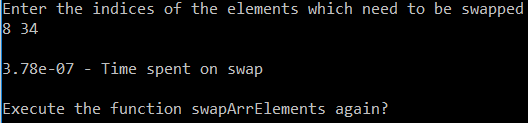 Enter the indices of the elements which need to be swapped
8 34
3.78e-07 - Time spent on swap
Execute the function swapArrElements again?